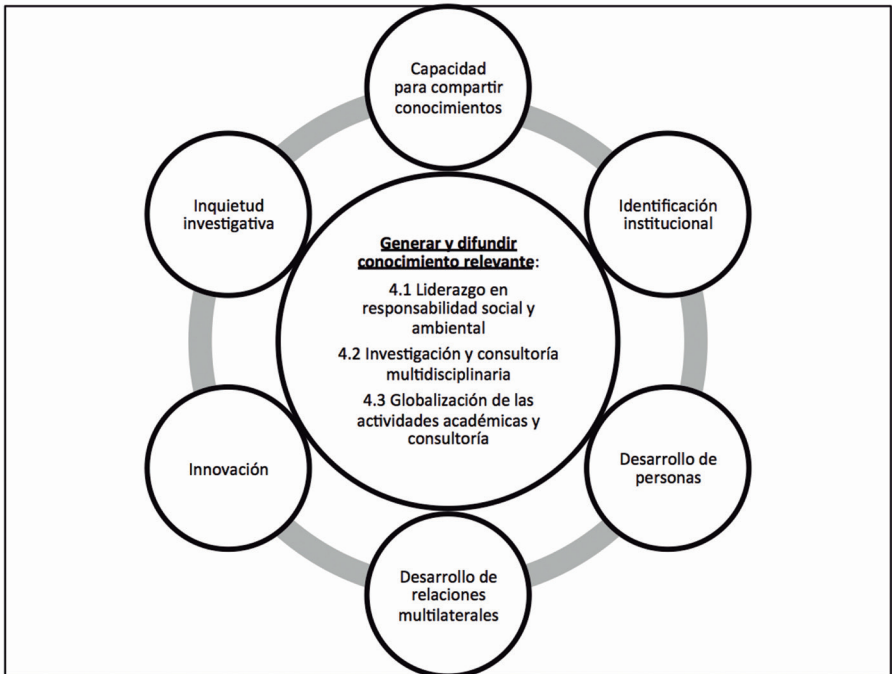 Capacidad
para compartir
conocimientos
Identificación
institucional
Desarrollo de
personas
Desarrollo de
relaciones
multilaterales
Innovación
Inquietud
investigativa
Generar y difundir
conocimiento relevante:
4.1 Liderazgo en
responsabilidad social y
ambiental
4.2 Investigación y consultoría
multidisciplinaria
4.3 Globalización de las
actividades académicas y
consultoría